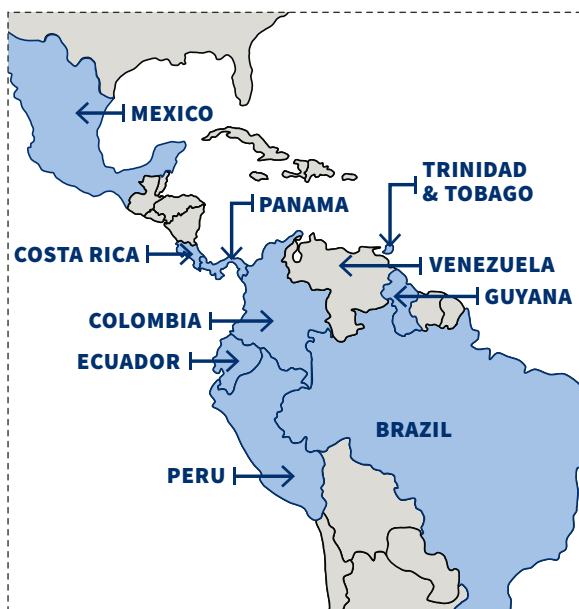 MEXICO
TRINIDAD
& TOBAGO
PANAMA
COSTA RICA
VENEZUELA
GUYANA
COLOMBIA
ECUADOR
BRAZIL
PERU